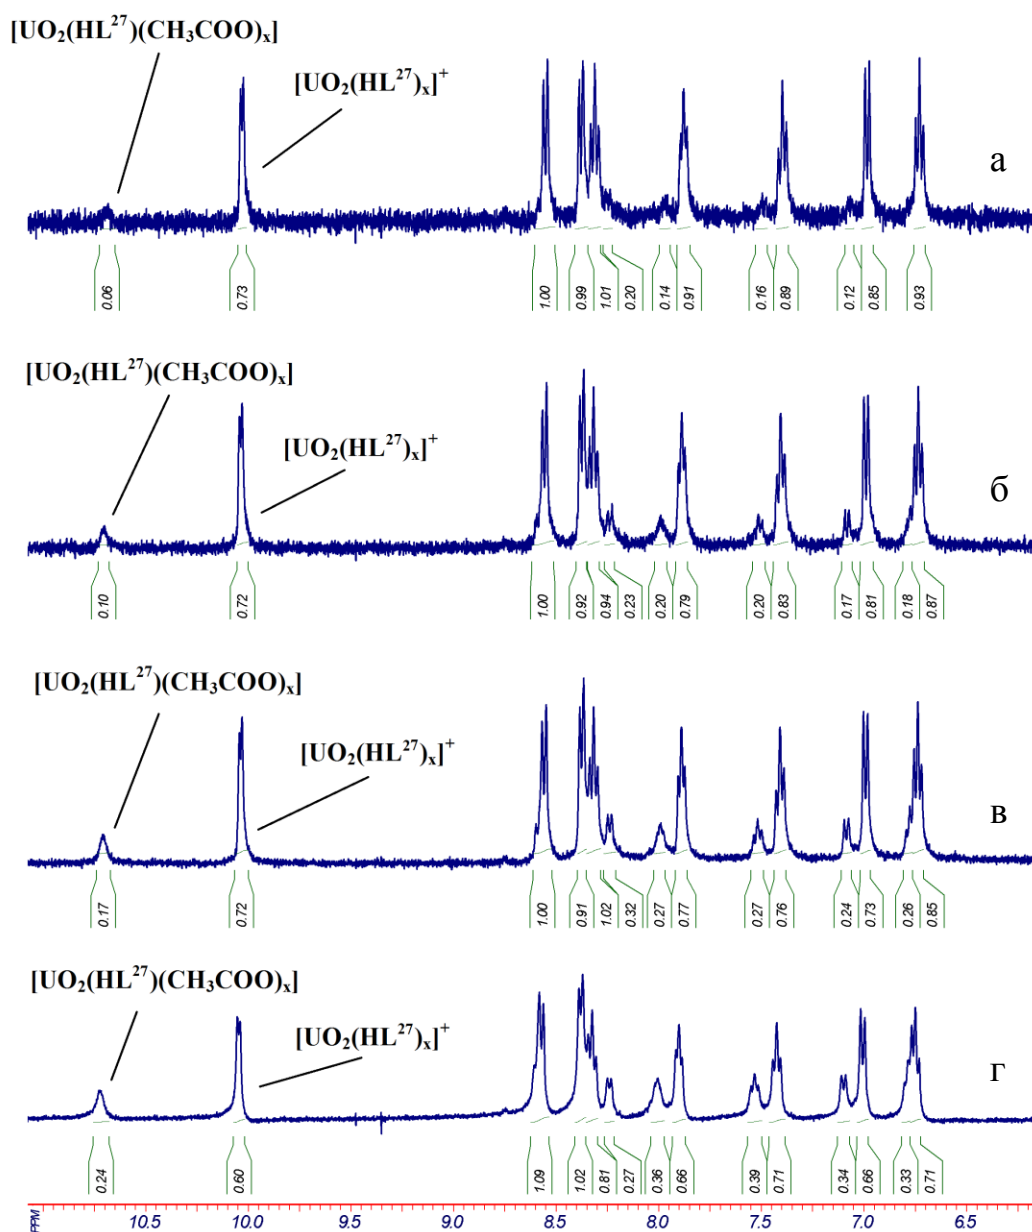 [UO₂(HL²⁷)(CH₃COO)ₓ]
[UO₂(HL²⁷)ₓ]⁺
а
0.06 0.73 1.00 0.99 1.01 0.20 0.14 0.91 0.16 0.89 0.12 0.85 0.93
[UO₂(HL²⁷)(CH₃COO)ₓ]
[UO₂(HL²⁷)ₓ]⁺
б
0.10 0.72 1.00 0.92 0.94 0.23 0.20 0.79 0.20 0.83 0.17 0.81 0.18 0.87
[UO₂(HL²⁷)(CH₃COO)ₓ]
[UO₂(HL²⁷)ₓ]⁺
в
0.17 0.72 1.00 0.91 1.02 0.32 0.27 0.77 0.27 0.76 0.24 0.73 0.26 0.85
[UO₂(HL²⁷)(CH₃COO)ₓ]
[UO₂(HL²⁷)ₓ]⁺
г
0.24 0.60 1.09 1.02 0.81 0.27 0.36 0.66 0.39 0.71 0.34 0.66 0.33 0.71
PPM 10.5 10.0 9.5 9.0 8.5 8.0 7.5 7.0 6.5